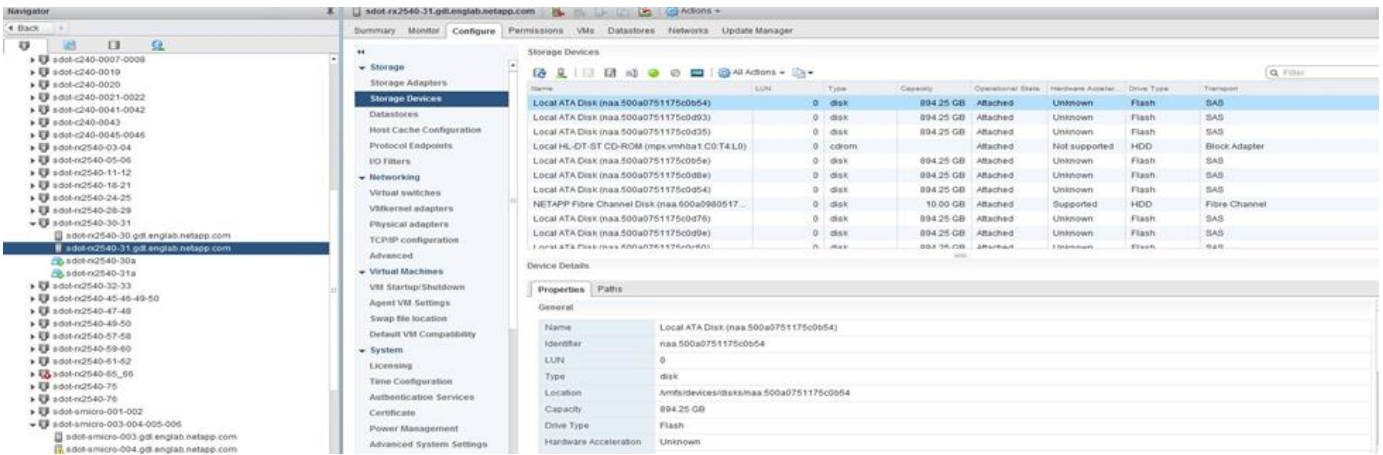 Navigator
Back
sdot-c240-0007-0008
sdot-c240-0019
sdot-c240-0020
sdot-c240-0021-0022
sdot-c240-0041-0042
sdot-c240-0043
sdot-c240-0045-0046
sdot-rx2540-03-04
sdot-rx2540-05-06
sdot-rx2540-11-12
sdot-rx2540-18-21
sdot-rx2540-24-25
sdot-rx2540-28-29
sdot-rx2540-30-31
sdot-rx2540-30.gdl.englab.netapp.com
sdot-rx2540-31.gdl.englab.netapp.com
sdot-rx2540-30a
sdot-rx2540-31a
sdot-rx2540-32-33
sdot-rx2540-45-46-49-50
sdot-rx2540-47-48
sdot-rx2540-49-50
sdot-rx2540-57-58
sdot-rx2540-59-60
sdot-rx2540-61-62
sdot-rx2540-65_66
sdot-rx2540-75
sdot-rx2540-76
sdot-smicro-001-002
sdot-smicro-003-004-005-006
sdot-smicro-003.gdl.englab.netapp.com
sdot-smicro-004.gdl.englab.netapp.com
sdot-rx2540-31.gdl.englab.netapp.com Actions
Summary Monitor Configure Permissions VMs Datastores Networks Update Manager
Storage
Storage Adapters
Storage Devices
Datastores
Host Cache Configuration
Protocol Endpoints
I/O Filters
Networking
Virtual switches
VMkernel adapters
Physical adapters
TCP/IP configuration
Advanced
Virtual Machines
VM Startup/Shutdown
Agent VM Settings
Swap file location
Default VM Compatibility
System
Licensing
Time Configuration
Authentication Services
Certificate
Power Management
Advanced System Settings
Storage Devices
All Actions Filter
Name LUN Type Capacity Operational State Hardware Acceler... Drive Type Transport
Local ATA Disk (naa.500a0751175c0b54) 0 disk 894.25 GB Attached Unknown Flash SAS
Local ATA Disk (naa.500a0751175c0d93) 0 disk 894.25 GB Attached Unknown Flash SAS
Local ATA Disk (naa.500a0751175c0d35) 0 disk 894.25 GB Attached Unknown Flash SAS
Local HL-DT-ST CD-ROM (mpx.vmhba1:C0:T4:L0) 0 cdrom Attached Not supported HDD Block Adapter
Local ATA Disk (naa.500a0751175c0b5e) 0 disk 894.25 GB Attached Unknown Flash SAS
Local ATA Disk (naa.500a0751175c0d8e) 0 disk 894.25 GB Attached Unknown Flash SAS
Local ATA Disk (naa.500a0751175c0d54) 0 disk 894.25 GB Attached Unknown Flash SAS
NETAPP Fibre Channel Disk (naa.600a0980517... 0 disk 10.00 GB Attached Supported HDD Fibre Channel
Local ATA Disk (naa.500a0751175c0d76) 0 disk 894.25 GB Attached Unknown Flash SAS
Local ATA Disk (naa.500a0751175c0d9e) 0 disk 894.25 GB Attached Unknown Flash SAS
Local ATA Disk 0 disk 894.25 GB Attached Unknown Flash SAS
Device Details
Properties Paths
General
Name Local ATA Disk (naa.500a0751175c0b54)
Identifier naa.500a0751175c0b54
LUN 0
Type disk
Location /vmfs/devices/disks/naa.500a0751175c0b54
Capacity 894.25 GB
Drive Type Flash
Hardware Acceleration Unknown